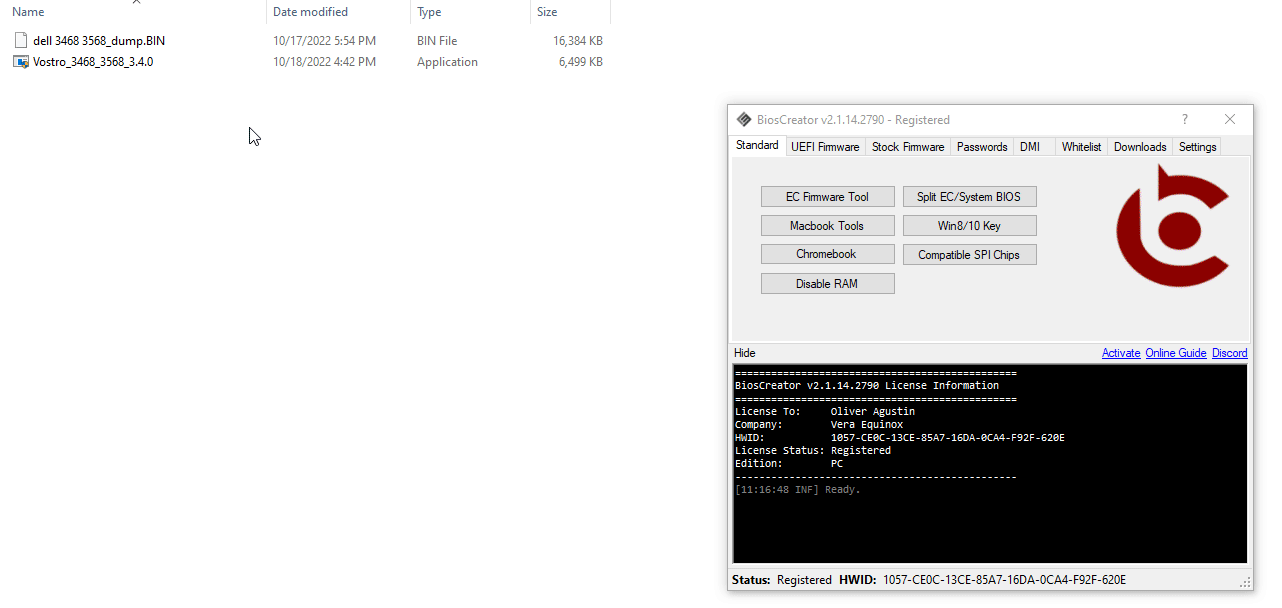 Name Date modified Type Size
dell 3468 3568_dump.BIN 10/17/2022 5:54 PM BIN File 16,384 KB
Vostro_3468_3568_3.4.0 10/18/2022 4:42 PM Application 6,499 KB
BiosCreator v2.1.14.2790 - Registered ?
Standard UEFI Firmware Stock Firmware Passwords DMI Whitelist Downloads Settings
EC Firmware Tool Split EC/System BIOS
Macbook Tools Win8/10 Key
Chromebook Compatible SPI Chips
Disable RAM
Hide Activate Online Guide Discord
===============================================
BiosCreator v2.1.14.2790 License Information
===============================================
License To: Oliver Agustin
Company: Vera Equinox
HWID: 1057-CE0C-13CE-85A7-16DA-0CA4-F92F-620E
License Status: Registered
Edition: PC
-----------------------------------------------
[11:16:48 INF] Ready.
Status: Registered HWID: 1057-CE0C-13CE-85A7-16DA-0CA4-F92F-620E